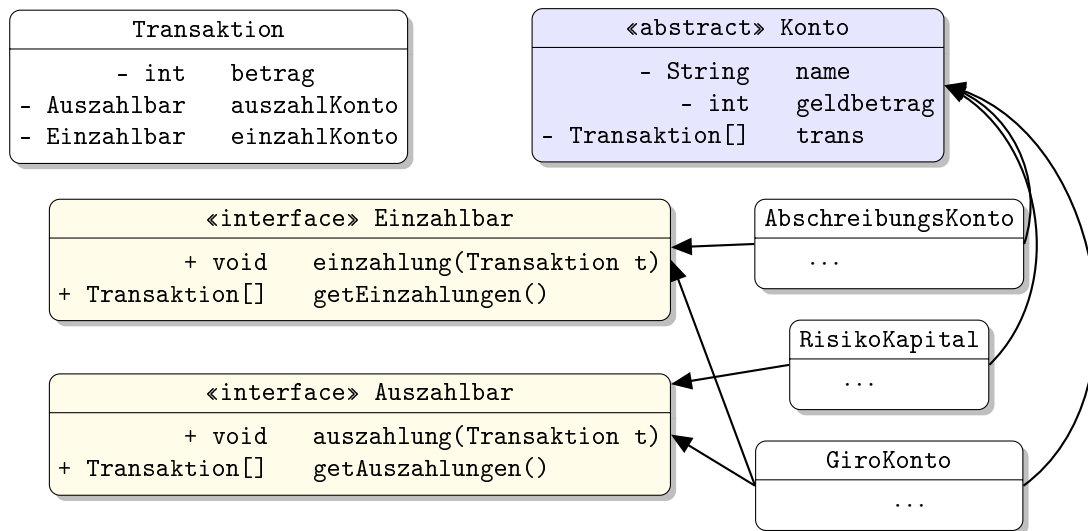 Transaktion
- int betrag
- Auszahlbar auszahlKonto
- Einzahlbar einzahlKonto
«abstract» Konto
- String name
- int geldbetrag
- Transaktion[] trans
«interface» Einzahlbar
+ void einzahlung(Transaktion t)
+ Transaktion[] getEinzahlungen()
AbschreibungsKonto
...
RisikoKapital
...
«interface» Auszahlbar
+ void auszahlung(Transaktion t)
+ Transaktion[] getAuszahlungen()
GiroKonto
...